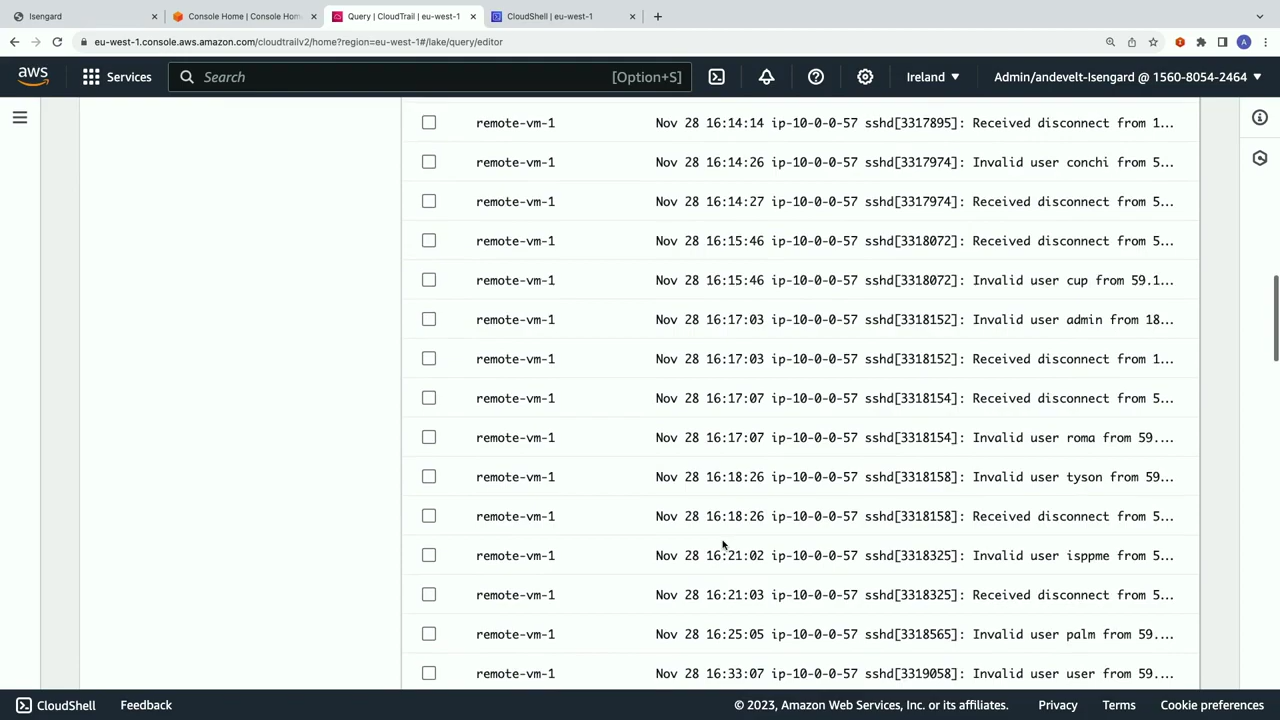 Isengard
Console Home | Console Hom
Query | CloudTrail | eu-west-1
CloudShell | eu-west-1
eu-west-1.console.aws.amazon.com/cloudtrailv2/home?region=eu-west-1#/lake/query/editor
aws Services Search [Option+S] Ireland Admin/andevelt-Isengard @ 1560-8054-2464
remote-vm-1 Nov 28 16:14:14 ip-10-0-0-57 sshd[3317895]: Received disconnect from 1...
remote-vm-1 Nov 28 16:14:26 ip-10-0-0-57 sshd[3317974]: Invalid user conchi from 5...
remote-vm-1 Nov 28 16:14:27 ip-10-0-0-57 sshd[3317974]: Received disconnect from 5...
remote-vm-1 Nov 28 16:15:46 ip-10-0-0-57 sshd[3318072]: Received disconnect from 5...
remote-vm-1 Nov 28 16:15:46 ip-10-0-0-57 sshd[3318072]: Invalid user cup from 59.1...
remote-vm-1 Nov 28 16:17:03 ip-10-0-0-57 sshd[3318152]: Invalid user admin from 18...
remote-vm-1 Nov 28 16:17:03 ip-10-0-0-57 sshd[3318152]: Received disconnect from 1...
remote-vm-1 Nov 28 16:17:07 ip-10-0-0-57 sshd[3318154]: Received disconnect from 5...
remote-vm-1 Nov 28 16:17:07 ip-10-0-0-57 sshd[3318154]: Invalid user roma from 59....
remote-vm-1 Nov 28 16:18:26 ip-10-0-0-57 sshd[3318158]: Invalid user tyson from 59...
remote-vm-1 Nov 28 16:18:26 ip-10-0-0-57 sshd[3318158]: Received disconnect from 5...
remote-vm-1 Nov 28 16:21:02 ip-10-0-0-57 sshd[3318325]: Invalid user isppme from 5...
remote-vm-1 Nov 28 16:21:03 ip-10-0-0-57 sshd[3318325]: Received disconnect from 5...
remote-vm-1 Nov 28 16:25:05 ip-10-0-0-57 sshd[3318565]: Invalid user palm from 59....
remote-vm-1 Nov 28 16:33:07 ip-10-0-0-57 sshd[3319058]: Invalid user user from 59....
CloudShell Feedback © 2023, Amazon Web Services, Inc. or its affiliates. Privacy Terms Cookie preferences